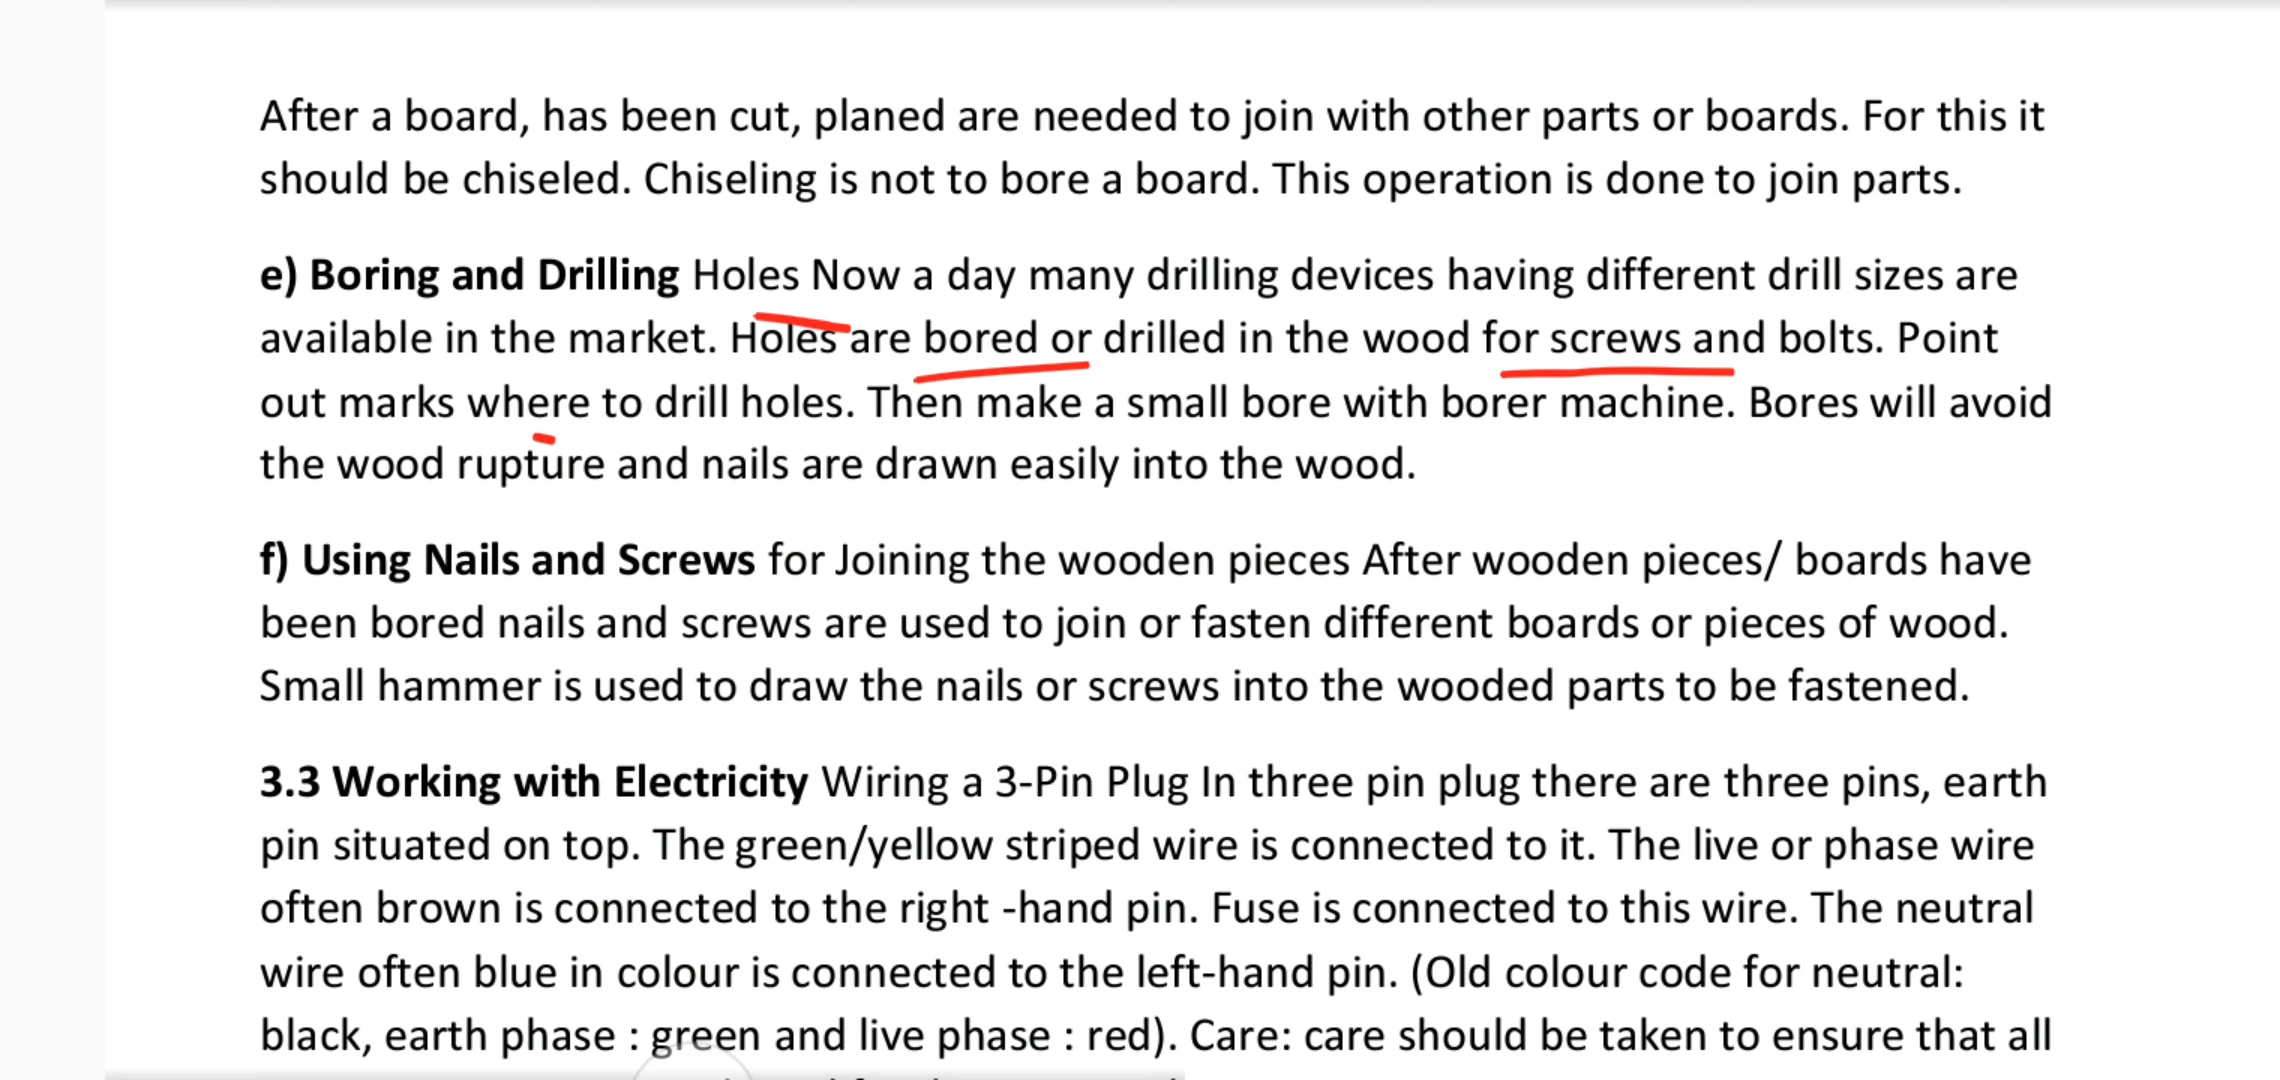 After a board, has been cut, planed are needed to join with other parts or boards. For this it
should be chiseled. Chiseling is not to bore a board. This operation is done to join parts.
e) Boring and Drilling Holes Now a day many drilling devices having different drill sizes are
available in the market. Holes are bored or drilled in the wood for screws and bolts. Point
out marks where to drill holes. Then make a small bore with borer machine. Bores will avoid
the wood rupture and nails are drawn easily into the wood.
f) Using Nails and Screws for Joining the wooden pieces After wooden pieces/ boards have
been bored nails and screws are used to join or fasten different boards or pieces of wood.
Small hammer is used to draw the nails or screws into the wooded parts to be fastened.
3.3 Working with Electricity Wiring a 3-Pin Plug In three pin plug there are three pins, earth
pin situated on top. The green/yellow striped wire is connected to it. The live or phase wire
often brown is connected to the right -hand pin. Fuse is connected to this wire. The neutral
wire often blue in colour is connected to the left-hand pin. (Old colour code for neutral:
black, earth phase : green and live phase : red). Care: care should be taken to ensure that all